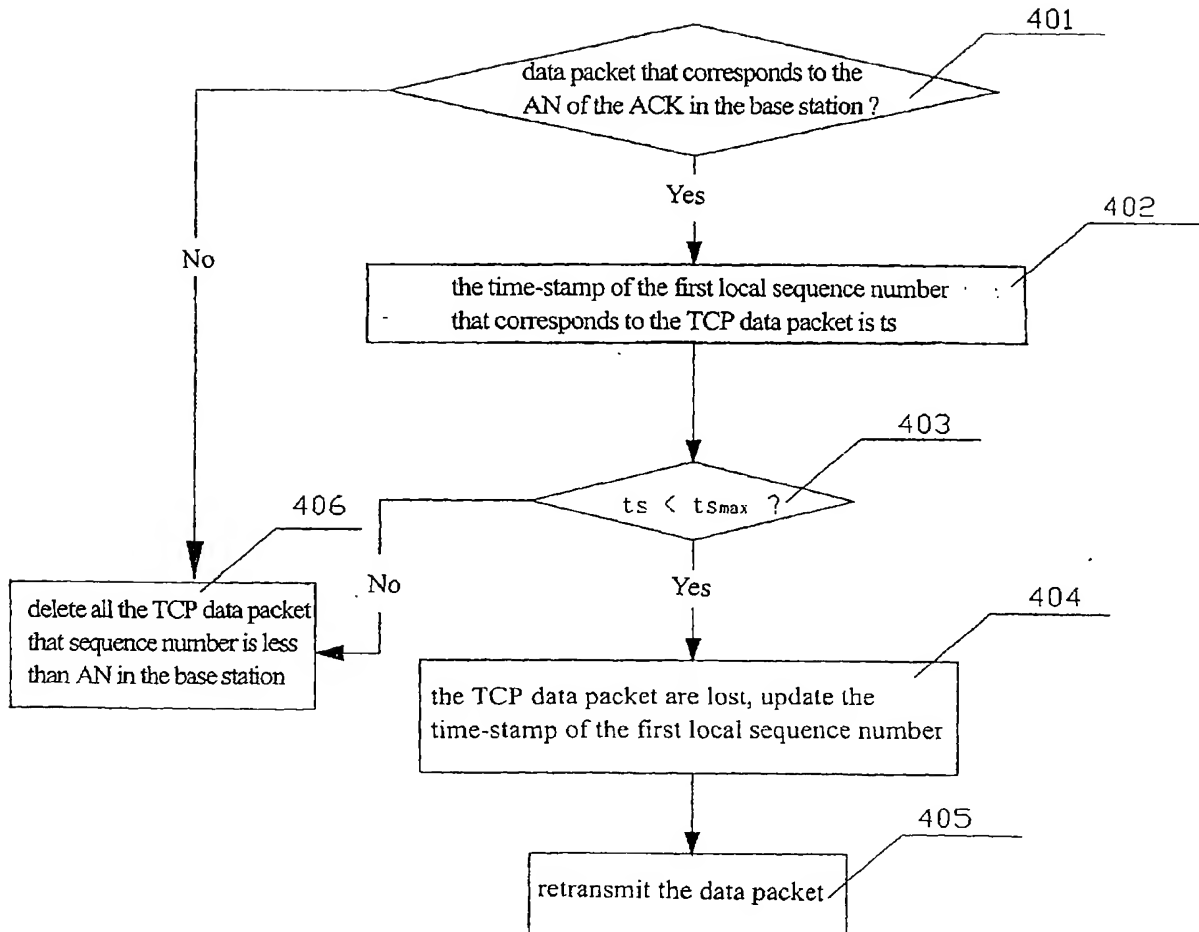 401
data packet that corresponds to the
AN of the ACK in the base station ?
Yes
No
402
the time-stamp of the first local sequence number
that corresponds to the TCP data packet is ts
403
ts < tsmax ?
No
Yes
406
delete all the TCP data packet
that sequence number is less
than AN in the base station
404
the TCP data packet are lost, update the
time-stamp of the first local sequence number
405
retransmit the data packet